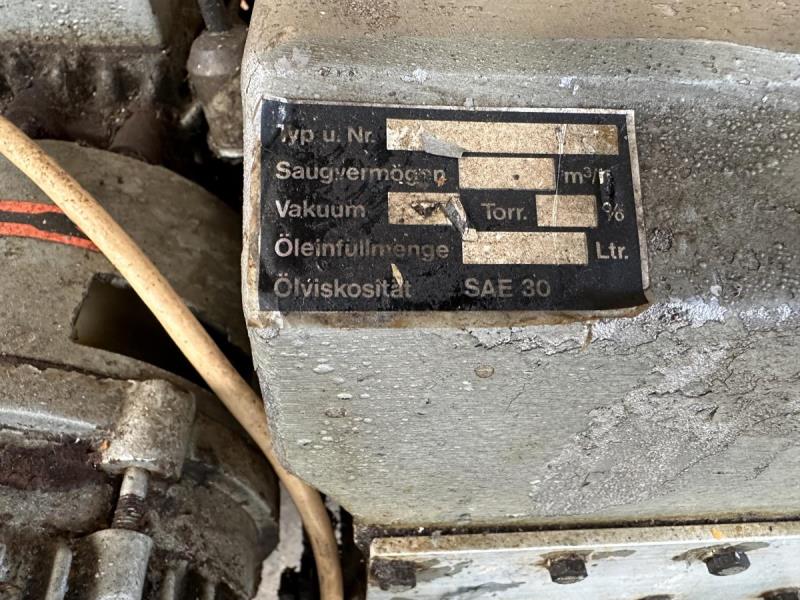 Typ u. Nr.
Saugvermögen m³/h
Vakuum Torr. %
Öleinfüllmenge Ltr.
Ölviskosität SAE 30